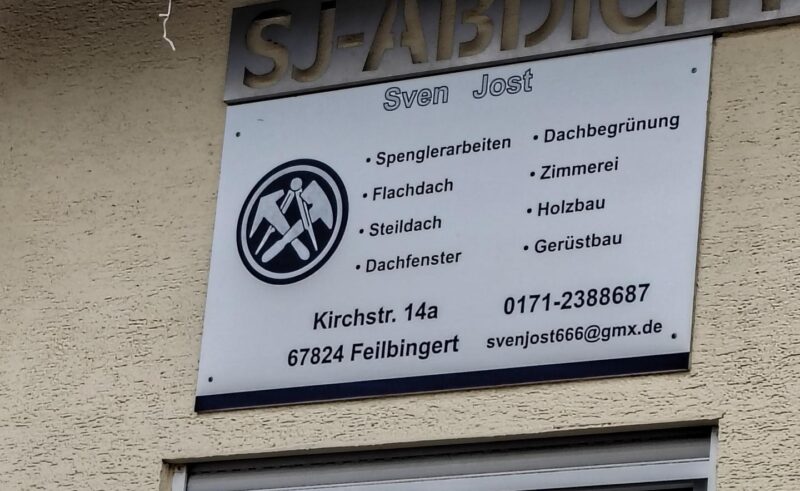 SJ-ABDICHT
Sven Jost
• Spenglerarbeiten
• Flachdach
• Steildach
• Dachfenster
• Dachbegrünung
• Zimmerei
• Holzbau
• Gerüstbau
Kirchstr. 14a
67824 Feilbingert
0171-2388687
svenjost666@gmx.de